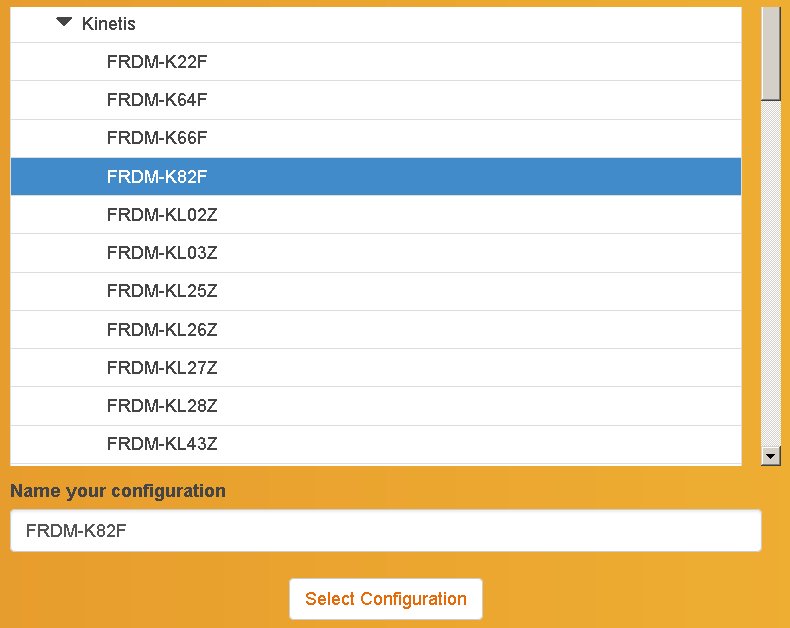 Kinetis
FRDM-K22F
FRDM-K64F
FRDM-K66F
FRDM-K82F
FRDM-KL02Z
FRDM-KL03Z
FRDM-KL25Z
FRDM-KL26Z
FRDM-KL27Z
FRDM-KL28Z
FRDM-KL43Z
Name your configuration
FRDM-K82F
Select Configuration